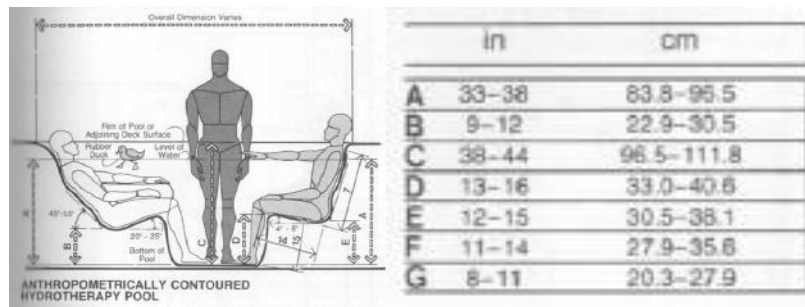 Overall Dimension Varies
Rim of Pool or
Adjoining Deck Surface
Rubber
Duck
Level of
Water
A
20° - 25°
B
C
D
4° - 8°
E
Bottom of
Pool
ANTHROPOMETRICALLY CONTOURED
HYDROTHERAPY POOL
in cm
A 33–38 83.8–96.5
B 9–12 22.9–30.5
C 38–44 96.5–111.8
D 13–16 33.0–40.6
E 12–15 30.5–38.1
F 11–14 27.9–35.6
G 8–11 20.3–27.9